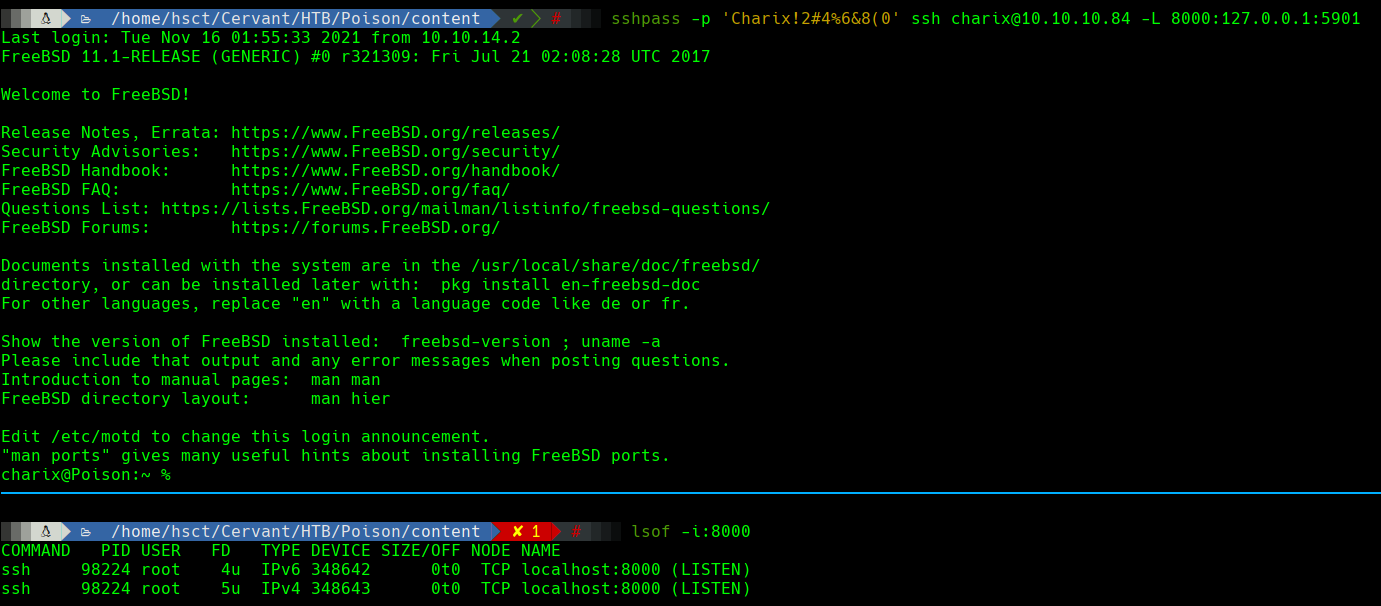 /home/hsct/Cervant/HTB/Poison/content ✔ # sshpass -p 'Charix!2#4%6&8(0' ssh charix@10.10.10.84 -L 8000:127.0.0.1:5901
Last login: Tue Nov 16 01:55:33 2021 from 10.10.14.2
FreeBSD 11.1-RELEASE (GENERIC) #0 r321309: Fri Jul 21 02:08:28 UTC 2017
Welcome to FreeBSD!
Release Notes, Errata: https://www.FreeBSD.org/releases/
Security Advisories:   https://www.FreeBSD.org/security/
FreeBSD Handbook:      https://www.FreeBSD.org/handbook/
FreeBSD FAQ:           https://www.FreeBSD.org/faq/
Questions List: https://lists.FreeBSD.org/mailman/listinfo/freebsd-questions/
FreeBSD Forums:        https://forums.FreeBSD.org/
Documents installed with the system are in the /usr/local/share/doc/freebsd/
directory, or can be installed later with:  pkg install en-freebsd-doc
For other languages, replace "en" with a language code like de or fr.
Show the version of FreeBSD installed:  freebsd-version ; uname -a
Please include that output and any error messages when posting questions.
Introduction to manual pages:  man man
FreeBSD directory layout:      man hier
Edit /etc/motd to change this login announcement.
"man ports" gives many useful hints about installing FreeBSD ports.
charix@Poison:~ %
/home/hsct/Cervant/HTB/Poison/content ✘ 1 # lsof -i:8000
COMMAND   PID USER   FD   TYPE DEVICE SIZE/OFF NODE NAME
ssh     98224 root    4u  IPv6 348642      0t0  TCP localhost:8000 (LISTEN)
ssh     98224 root    5u  IPv4 348643      0t0  TCP localhost:8000 (LISTEN)